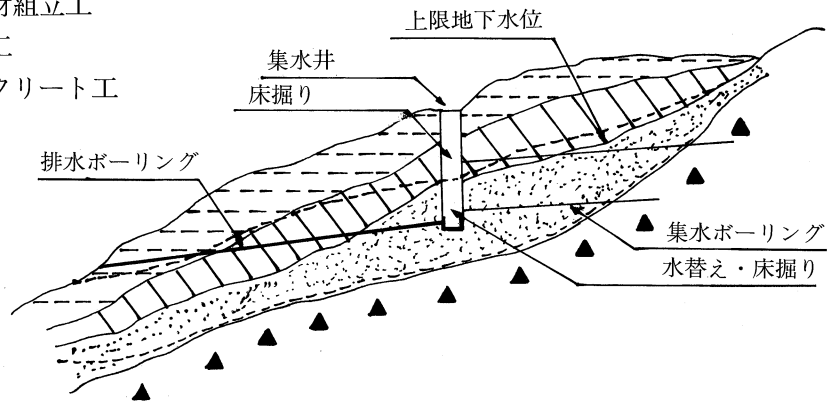 材組立工
工
クリート工
上限地下水位
集水井
床掘り
排水ボーリング
集水ボーリング
水替え・床掘り